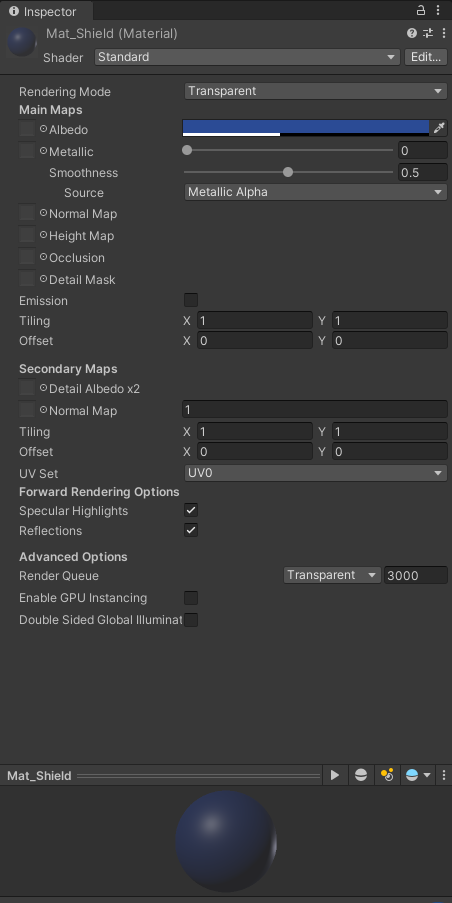 Inspector
Mat_Shield (Material)
Shader Standard Edit...
Rendering Mode Transparent
Main Maps
Albedo
Metallic 0
Smoothness 0.5
Source Metallic Alpha
Normal Map
Height Map
Occlusion
Detail Mask
Emission
Tiling X 1 Y 1
Offset X 0 Y 0
Secondary Maps
Detail Albedo x2
Normal Map 1
Tiling X 1 Y 1
Offset X 0 Y 0
UV Set UV0
Forward Rendering Options
Specular Highlights
Reflections
Advanced Options
Render Queue Transparent 3000
Enable GPU Instancing
Double Sided Global Illuminat
Mat_Shield